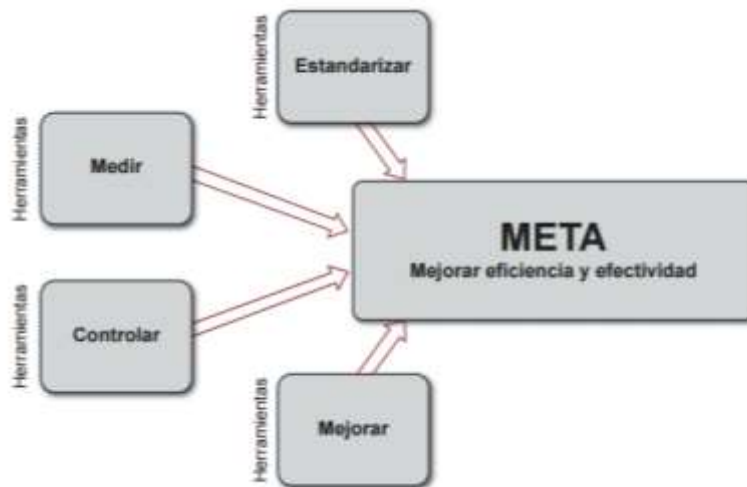 Herramientas
Estandarizar
Herramientas
Medir
META
Mejorar eficiencia y efectividad
Herramientas
Controlar
Herramientas
Mejorar